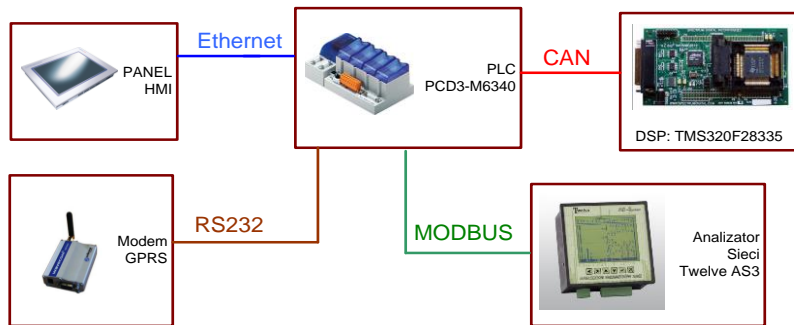 Ethernet
PANEL
HMI
PLC
PCD3-M6340
CAN
DSP: TMS320F28335
RS232
Modem
GPRS
MODBUS
Analizator
Sieci
Twelve AS3